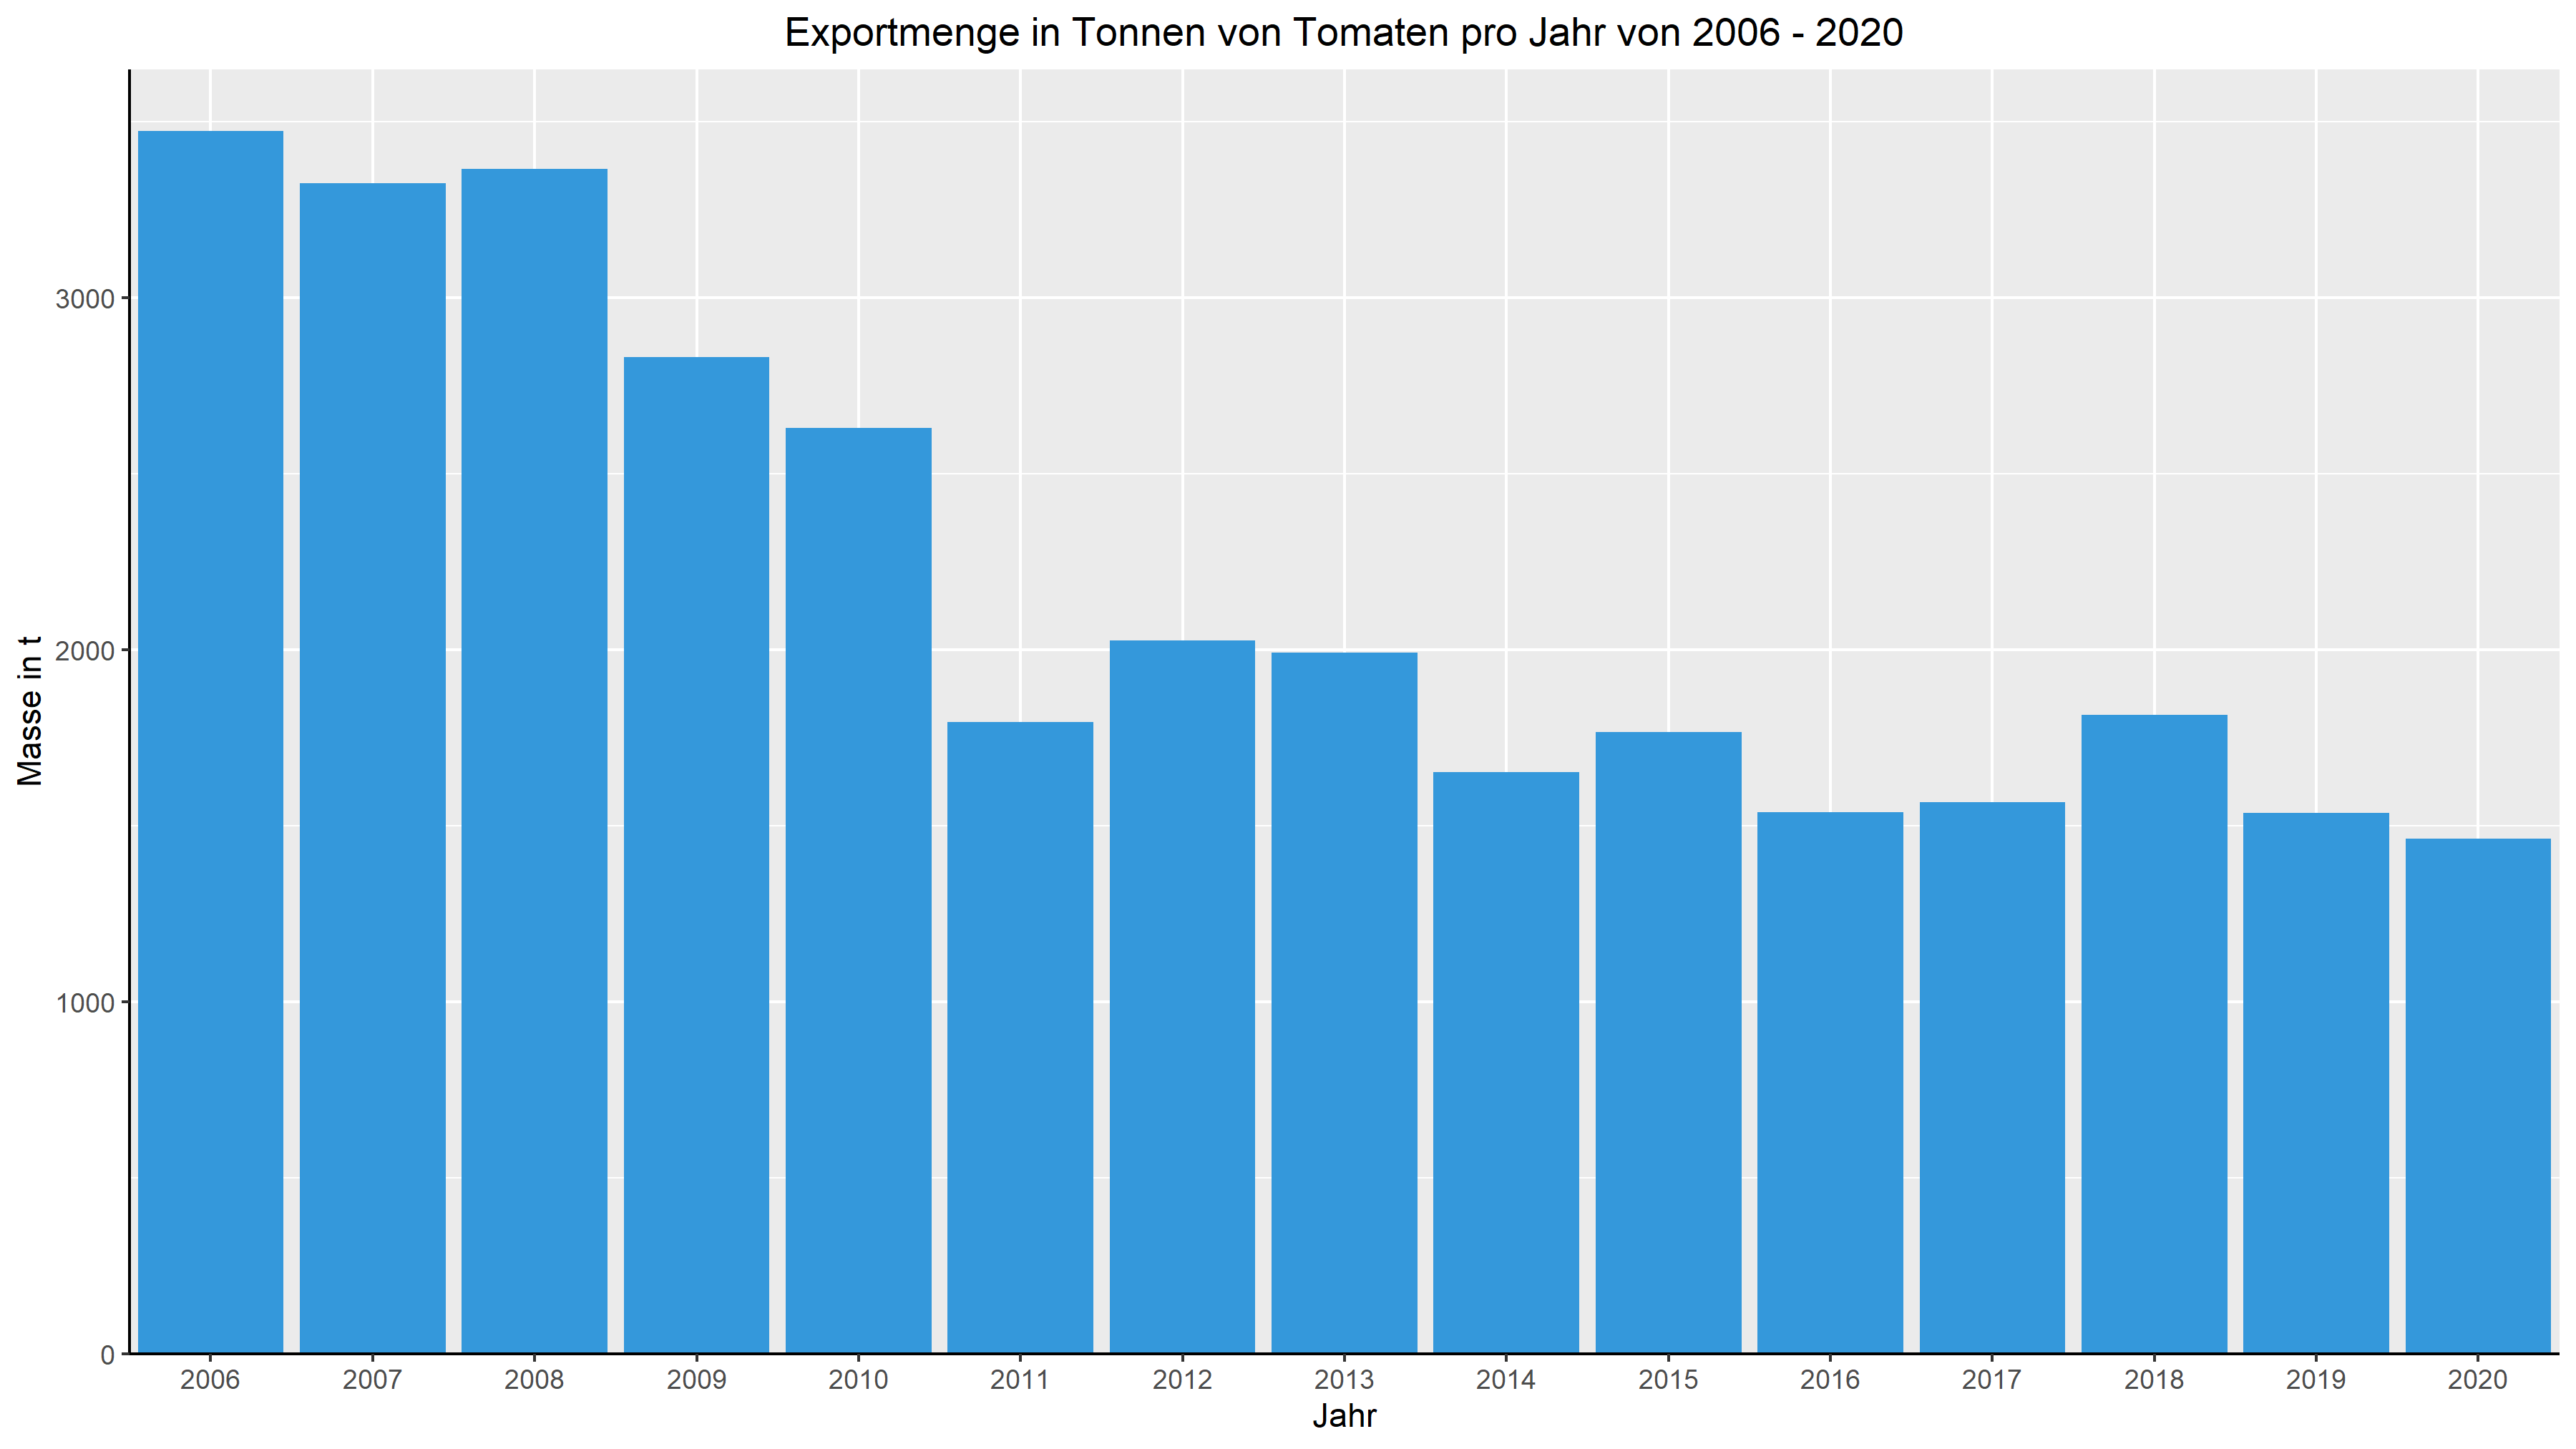 Exportmenge in Tonnen von Tomaten pro Jahr von 2006 - 2020
Masse in t
3000
2000
1000
0
2006 2007 2008 2009 2010 2011 2012 2013 2014 2015 2016 2017 2018 2019 2020
Jahr